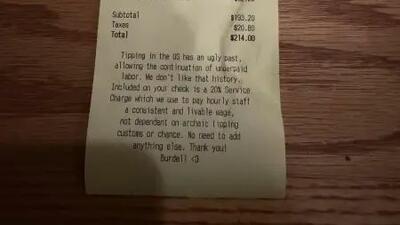 Subtotal $193.20
Taxes $20.80
Total $214.00
Tipping in the US has an ugly past,
allowing the continuation of underpaid
labor. We don't like that history.
Included on your check is a 20% Service
Charge which we use to pay hourly staff
a consistent and livable wage,
not dependent on archaic tipping
customs or chance. No need to add
anything else. Thank you!
Burdell <3